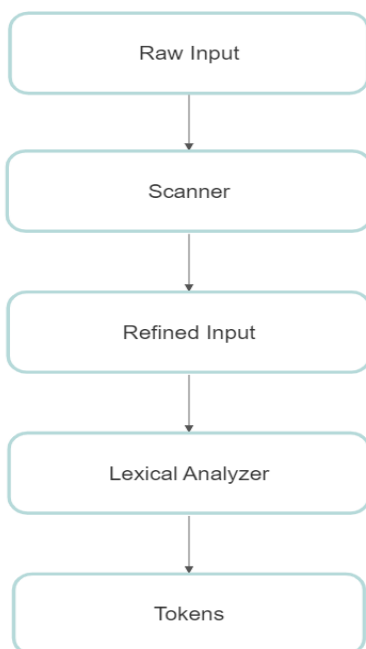 Raw Input
Scanner
Refined Input
Lexical Analyzer
Tokens